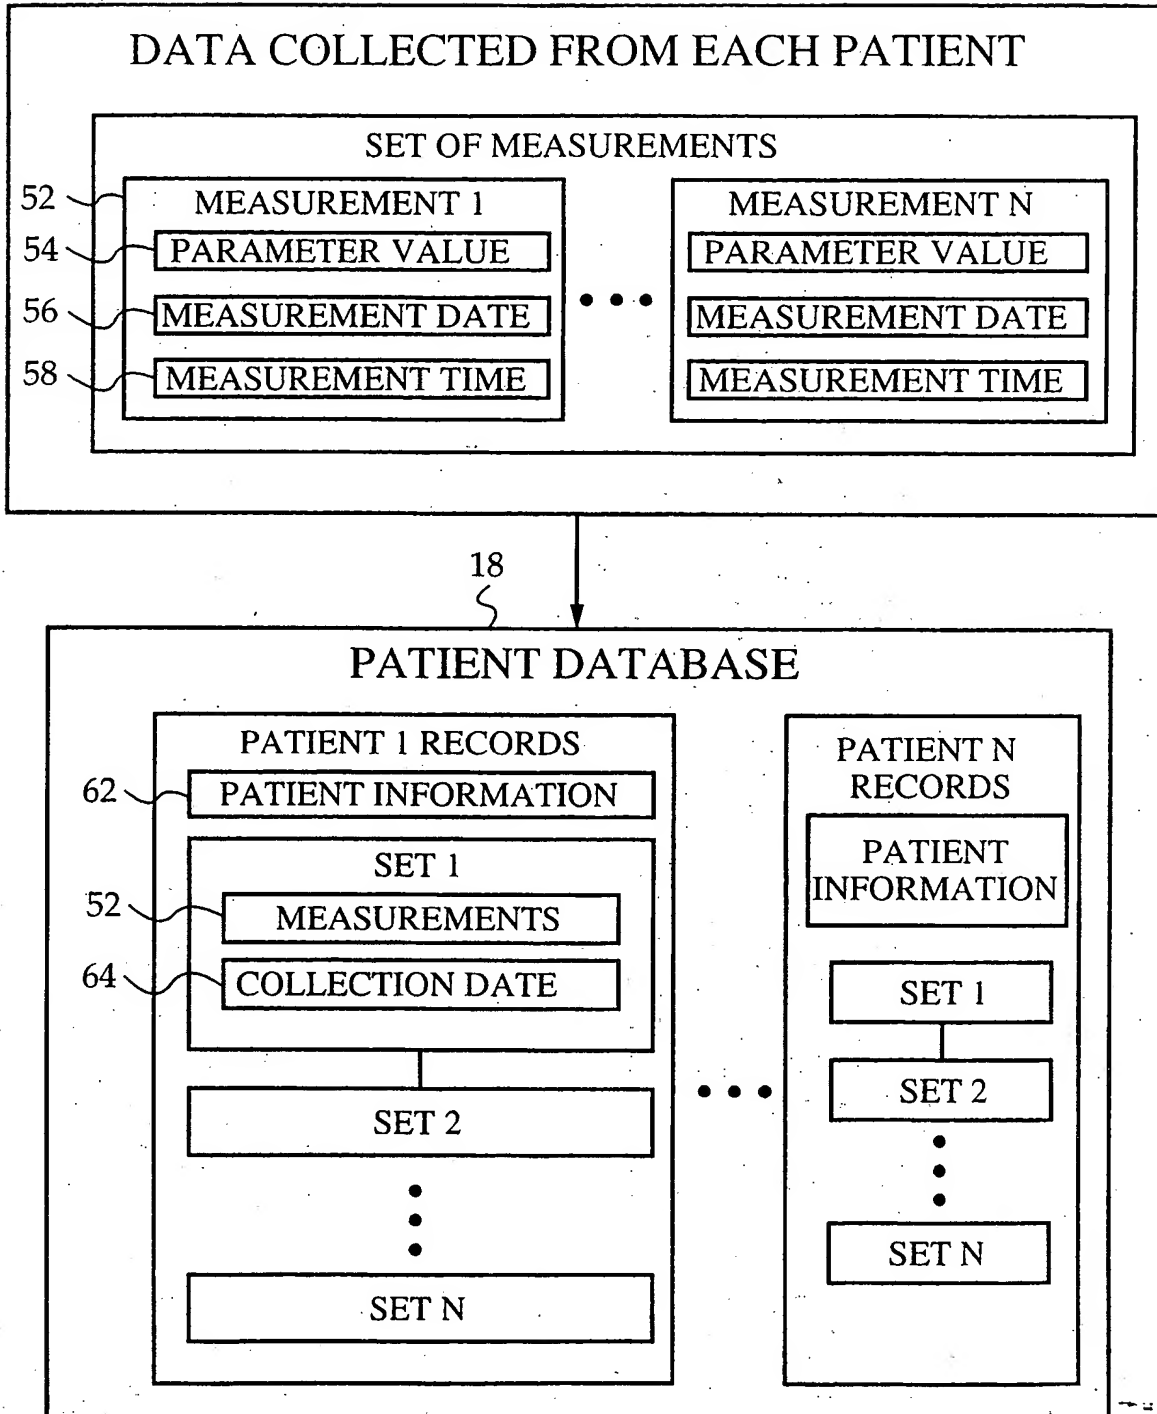 DATA COLLECTED FROM EACH PATIENT
SET OF MEASUREMENTS
52
MEASUREMENT 1
54
PARAMETER VALUE
56
MEASUREMENT DATE
58
MEASUREMENT TIME
MEASUREMENT N
PARAMETER VALUE
MEASUREMENT DATE
MEASUREMENT TIME
18
PATIENT DATABASE
PATIENT 1 RECORDS
62
PATIENT INFORMATION
SET 1
52
MEASUREMENTS
64
COLLECTION DATE
SET 2
SET N
PATIENT N
RECORDS
PATIENT
INFORMATION
SET 1
SET 2
SET N